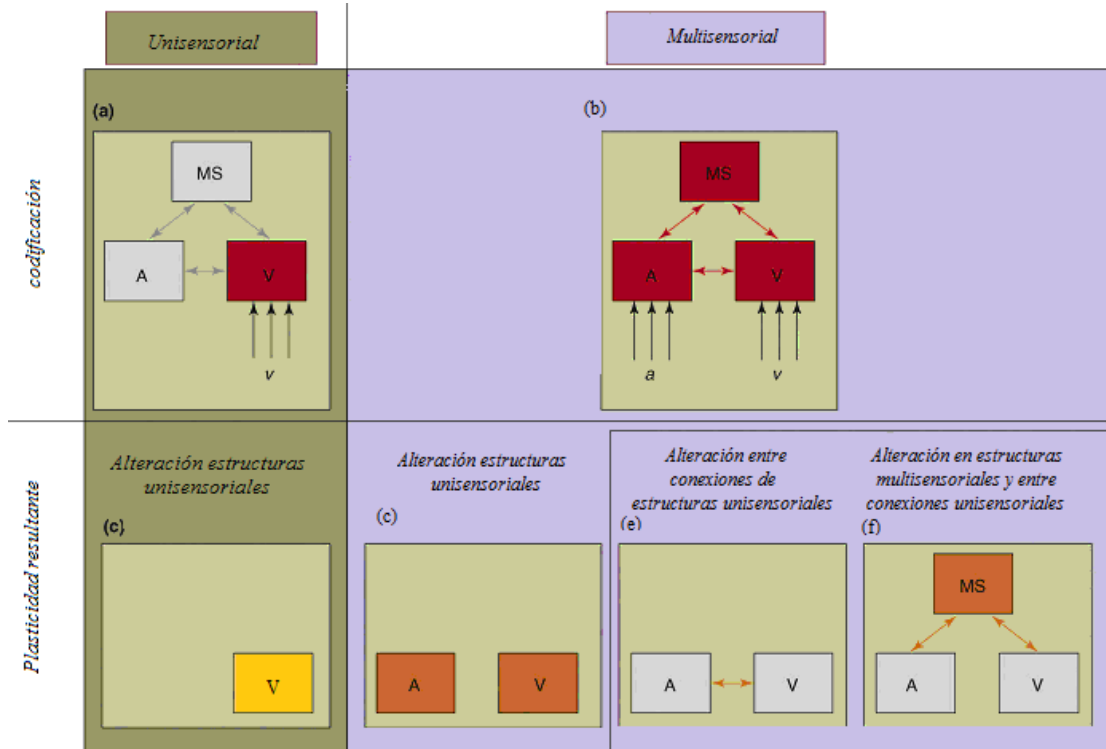 Unisensorial
Multisensorial
codificación
(a)
MS
A
V
v
(b)
MS
A
V
a
v
Plasticidad resultante
Alteración estructuras
unisensoriales
(c)
V
Alteración estructuras
unisensoriales
(c)
A
V
Alteración entre
conexiones de
estructuras unisensoriales
(e)
A
V
Alteración en estructuras
multisensoriales y entre
conexiones unisensoriales
(f)
MS
A
V